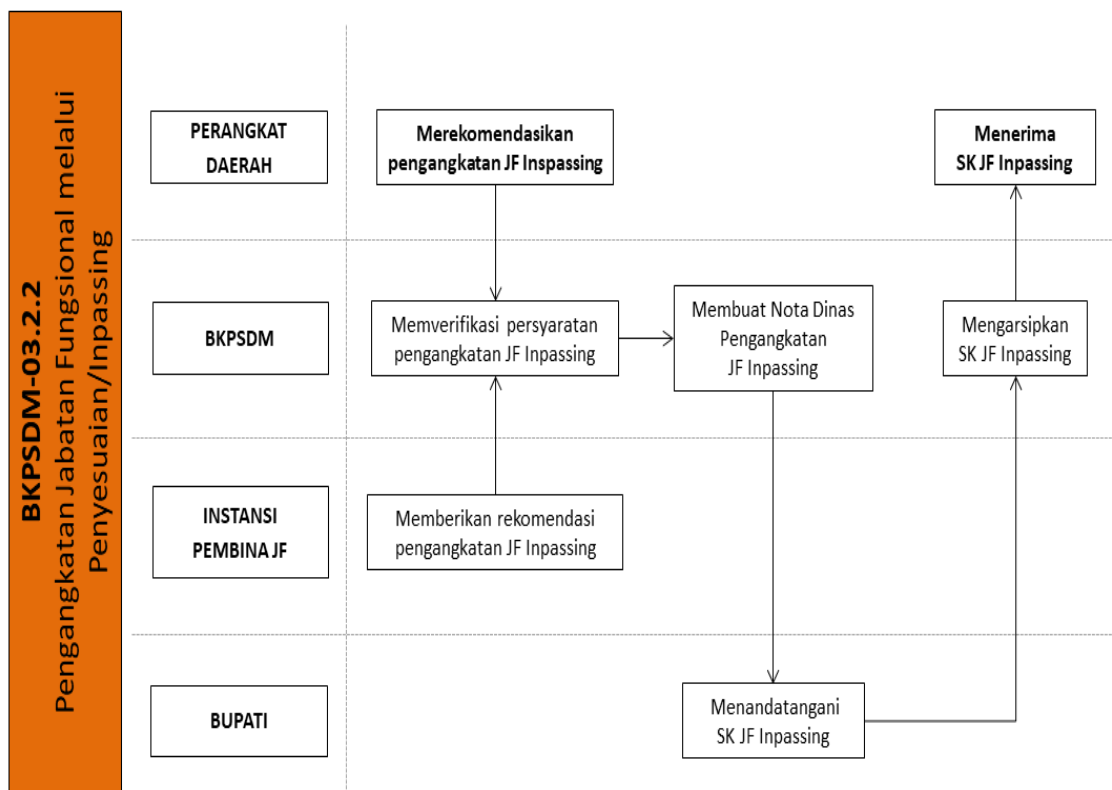 BKPSDM-03.2.2
Pengangkatan Jabatan Fungsional melalui
Penyesuaian/Inpassing
PERANGKAT
DAERAH
Merekomendasikan
pengangkatan JF Inspassing
Menerima
SK JF Inpassing
BKPSDM
Memverifikasi persyaratan
pengangkatan JF Inpassing
Membuat Nota Dinas
Pengangkatan
JF Inpassing
Mengarsipkan
SK JF Inpassing
INSTANSI
PEMBINA JF
Memberikan rekomendasi
pengangkatan JF Inpassing
BUPATI
Menandatangani
SK JF Inpassing